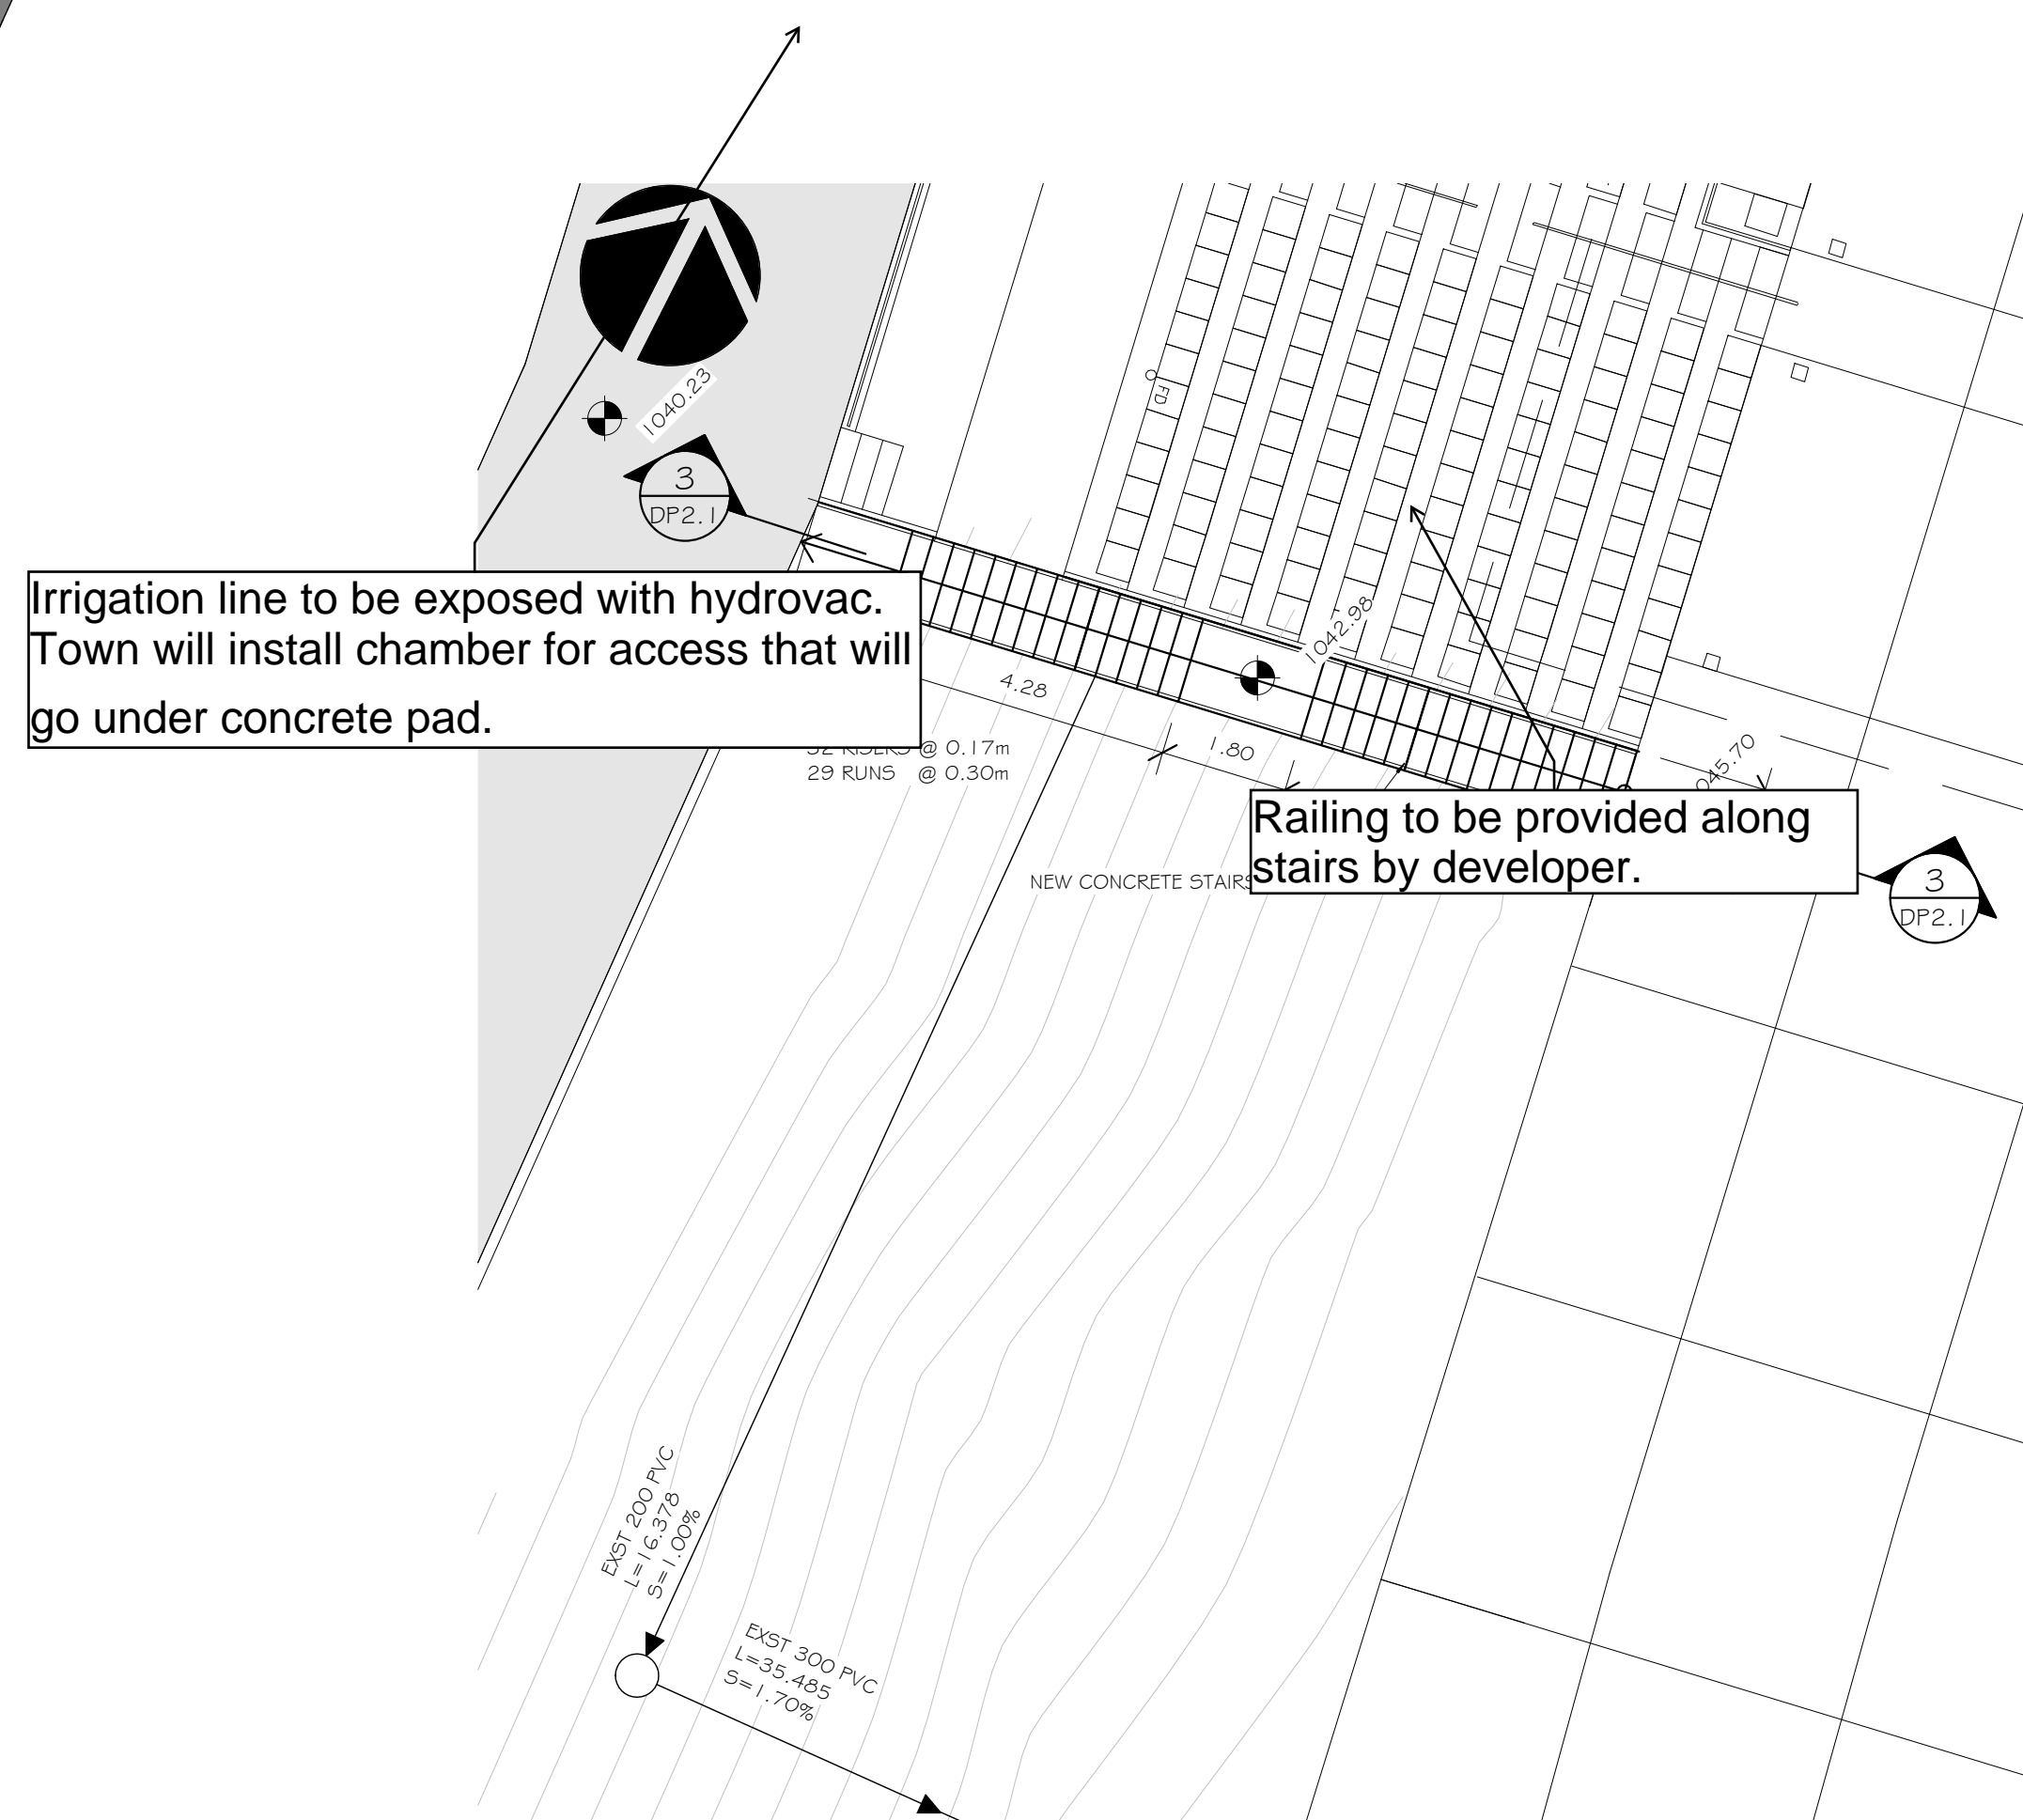 1040.23
3
DP2.1
FD
Irrigation line to be exposed with hydrovac.
Town will install chamber for access that will
go under concrete pad.
1042.98
4.28
1.80
045.70
32 RISERS @ 0.17m
29 RUNS @ 0.30m
Railing to be provided along
stairs by developer.
NEW CONCRETE STAIRS
3
DP2.1
EXST 200 PVC
L=16.378
S=1.00%
EXST 300 PVC
L=35.485
S=1.70%